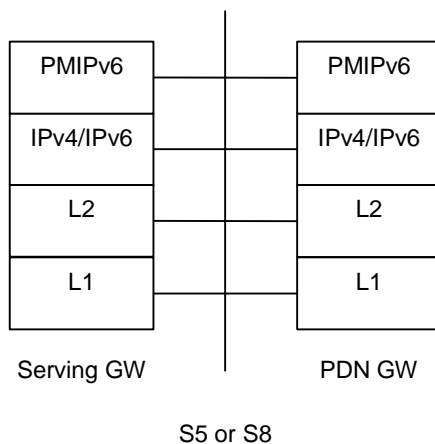 PMIPv6 PMIPv6
IPv4/IPv6 IPv4/IPv6
L2 L2
L1 L1
Serving GW PDN GW
S5 or S8